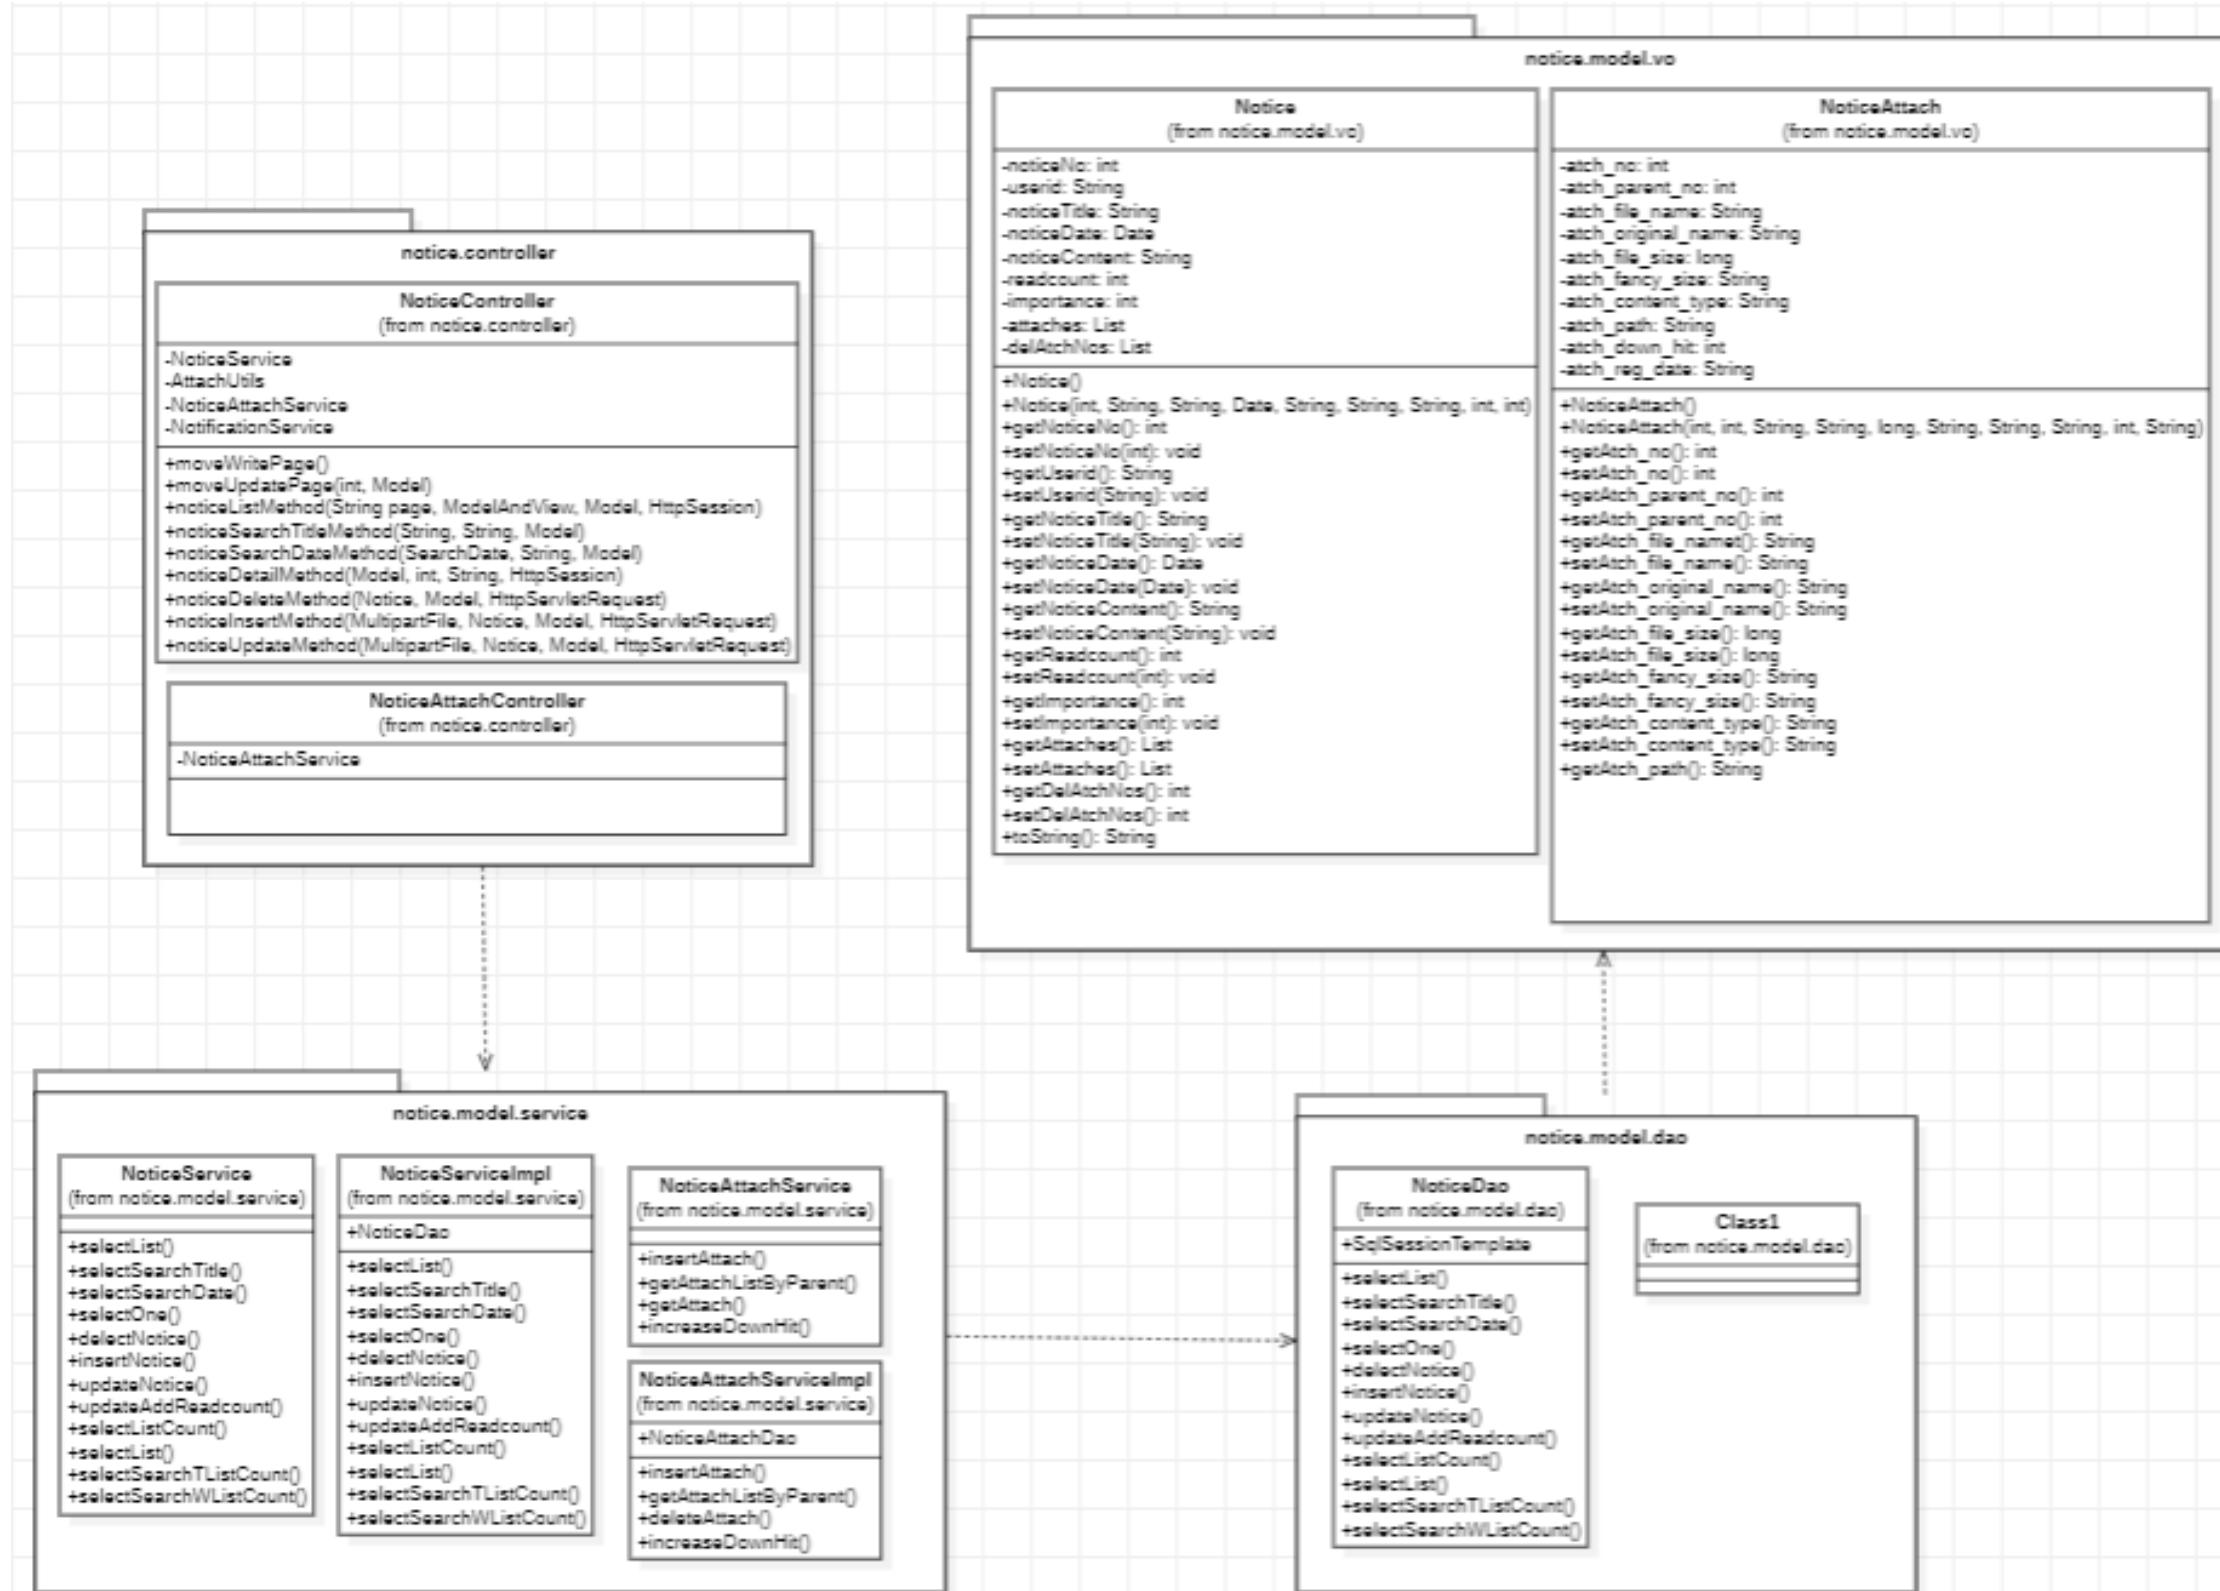 notice.controller
NoticeController
(from notice.controller)
-NoticeService
-AttachUtils
-NoticeAttachService
-NotificationService
+moveWritePage()
+moveUpdatePage(int, Model)
+noticeListMethod(String page, ModelAndView, Model, HttpSession)
+noticeSearchTitleMethod(String, String, Model)
+noticeSearchDateMethod(SearchDate, String, Model)
+noticeDetailMethod(Model, int, String, HttpSession)
+noticeDeleteMethod(Notice, Model, HttpServletRequest)
+noticeInsertMethod(MultipartFile, Notice, Model, HttpServletRequest)
+noticeUpdateMethod(MultipartFile, Notice, Model, HttpServletRequest)
NoticeAttachController
(from notice.controller)
-NoticeAttachService
notice.model.vo
Notice
(from notice.model.vo)
-noticeNo: int
-userid: String
-noticeTitle: String
-noticeDate: Date
-noticeContent: String
-readcount: int
-importance: int
-attaches: List
-delAtchNos: List
+Notice()
+Notice(int, String, String, Date, String, String, String, int, int)
+getNoticeNo(): int
+setNoticeNo(int): void
+getUserid(): String
+setUserid(String): void
+getNoticeTitle(): String
+setNoticeTitle(String): void
+getNoticeDate(): Date
+setNoticeDate(Date): void
+getNoticeContent(): String
+setNoticeContent(String): void
+getReadcount(): int
+setReadcount(int): void
+getImportance(): int
+setImportance(int): void
+getAttaches(): List
+setAttaches(): List
+getDelAtchNos(): int
+setDelAtchNos(): int
+toString(): String
NoticeAttach
(from notice.model.vo)
-atch_no: int
-atch_parent_no: int
-atch_file_name: String
-atch_original_name: String
-atch_file_size: long
-atch_fancy_size: String
-atch_content_type: String
-atch_path: String
-atch_down_hit: int
-atch_reg_date: String
+NoticeAttach()
+NoticeAttach(int, int, String, String, long, String, String, String, int, String)
+getAtch_no(): int
+setAtch_no(): int
+getAtch_parent_no(): int
+setAtch_parent_no(): int
+getAtch_file_namet(): String
+setAtch_file_name(): String
+getAtch_original_name(): String
+setAtch_original_name(): String
+getAtch_file_size(): long
+setAtch_file_size(): long
+getAtch_fancy_size(): String
+setAtch_fancy_size(): String
+getAtch_content_type(): String
+setAtch_content_type(): String
+getAtch_path(): String
notice.model.service
NoticeService
(from notice.model.service)
+selectList()
+selectSearchTitle()
+selectSearchDate()
+selectOne()
+delectNotice()
+insertNotice()
+updateNotice()
+updateAddReadcount()
+selectListCount()
+selectList()
+selectSearchTListCount()
+selectSearchWListCount()
NoticeServiceImpl
(from notice.model.service)
+NoticeDao
+selectList()
+selectSearchTitle()
+selectSearchDate()
+selectOne()
+delectNotice()
+insertNotice()
+updateNotice()
+updateAddReadcount()
+selectListCount()
+selectList()
+selectSearchTListCount()
+selectSearchWListCount()
NoticeAttachService
(from notice.model.service)
+insertAttach()
+getAttachListByParent()
+getAttach()
+increaseDownHit()
NoticeAttachServiceImpl
(from notice.model.service)
+NoticeAttachDao
+insertAttach()
+getAttachListByParent()
+deleteAttach()
+increaseDownHit()
notice.model.dao
NoticeDao
(from notice.model.dao)
+SqlSessionTemplate
+selectList()
+selectSearchTitle()
+selectSearchDate()
+selectOne()
+delectNotice()
+insertNotice()
+updateNotice()
+updateAddReadcount()
+selectListCount()
+selectList()
+selectSearchTListCount()
+selectSearchWListCount()
Class1
(from notice.model.dao)